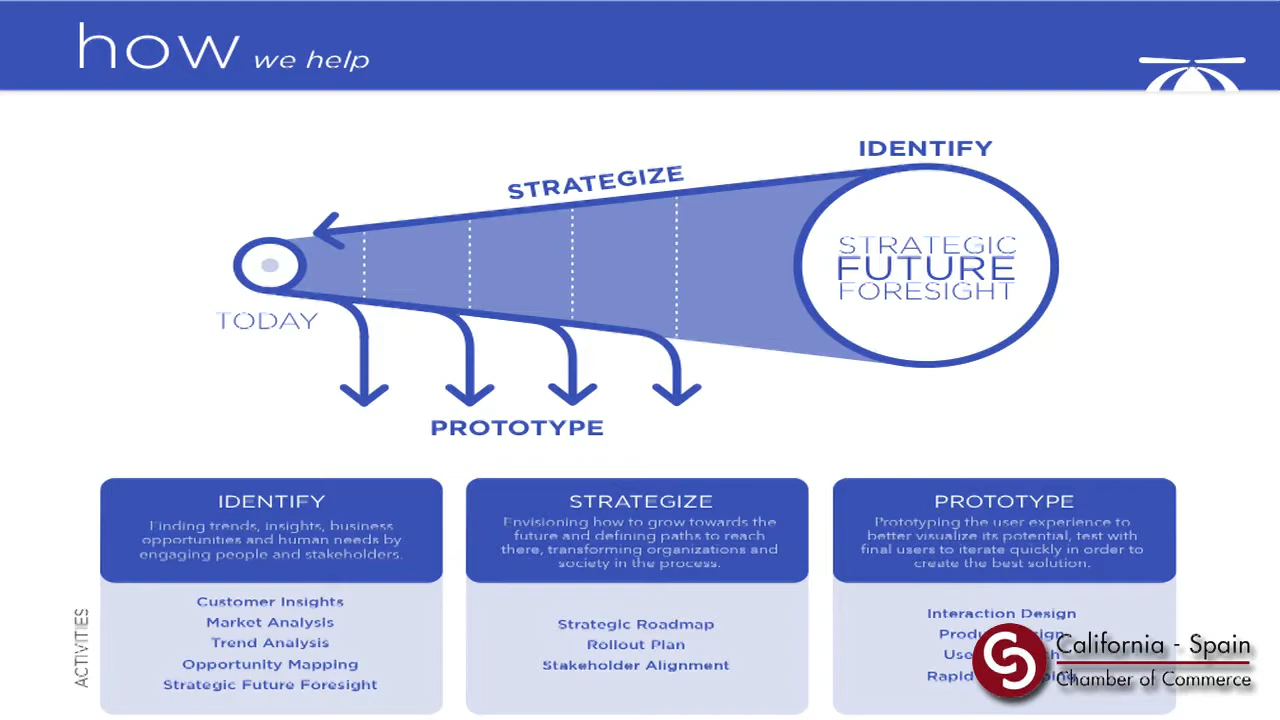 how we help
IDENTIFY
STRATEGIZE
STRATEGIC
FUTURE
FORESIGHT
TODAY
PROTOTYPE
IDENTIFY
Finding trends, insights, business
opportunities and human needs by
engaging people and stakeholders.
STRATEGIZE
Envisioning how to grow towards the
future and defining paths to reach
there, transforming organizations and
society in the process.
PROTOTYPE
Prototyping the user experience to
better visualize its potential, test with
final users to iterate quickly in order to
create the best solution.
ACTIVITIES
Customer Insights
Market Analysis
Trend Analysis
Opportunity Mapping
Strategic Future Foresight
Strategic Roadmap
Rollout Plan
Stakeholder Alignment
Interaction Design
Rapid
California - Spain
Chamber of Commerce